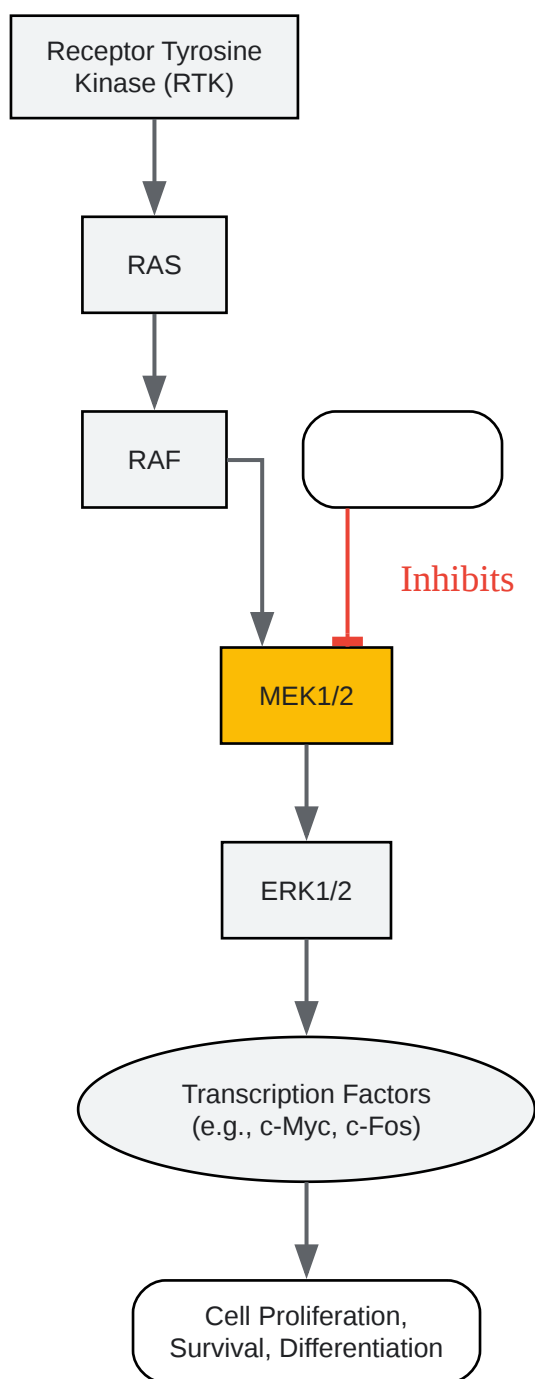 Receptor Tyrosine
Kinase (RTK)
RAS
RAF
Inhibits
MEK1/2
ERK1/2
Transcription Factors
(e.g., c-Myc, c-Fos)
Cell Proliferation,
Survival, Differentiation